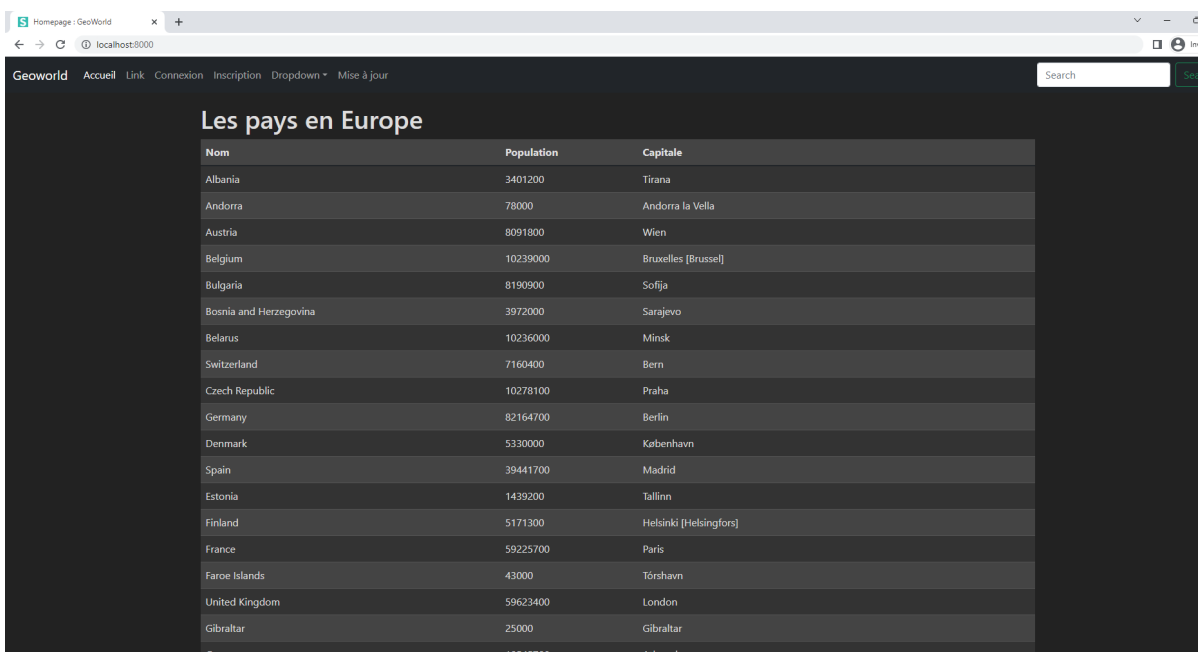 Homepage : GeoWorld
localhost:8000
Geoworld Accueil Link Connexion Inscription Dropdown Mise à jour Search
Les pays en Europe
Nom Population Capitale
Albania 3401200 Tirana
Andorra 78000 Andorra la Vella
Austria 8091800 Wien
Belgium 10239000 Bruxelles [Brussel]
Bulgaria 8190900 Sofija
Bosnia and Herzegovina 3972000 Sarajevo
Belarus 10236000 Minsk
Switzerland 7160400 Bern
Czech Republic 10278100 Praha
Germany 82164700 Berlin
Denmark 5330000 København
Spain 39441700 Madrid
Estonia 1439200 Tallinn
Finland 5171300 Helsinki [Helsingfors]
France 59225700 Paris
Faroe Islands 43000 Tórshavn
United Kingdom 59623400 London
Gibraltar 25000 Gibraltar